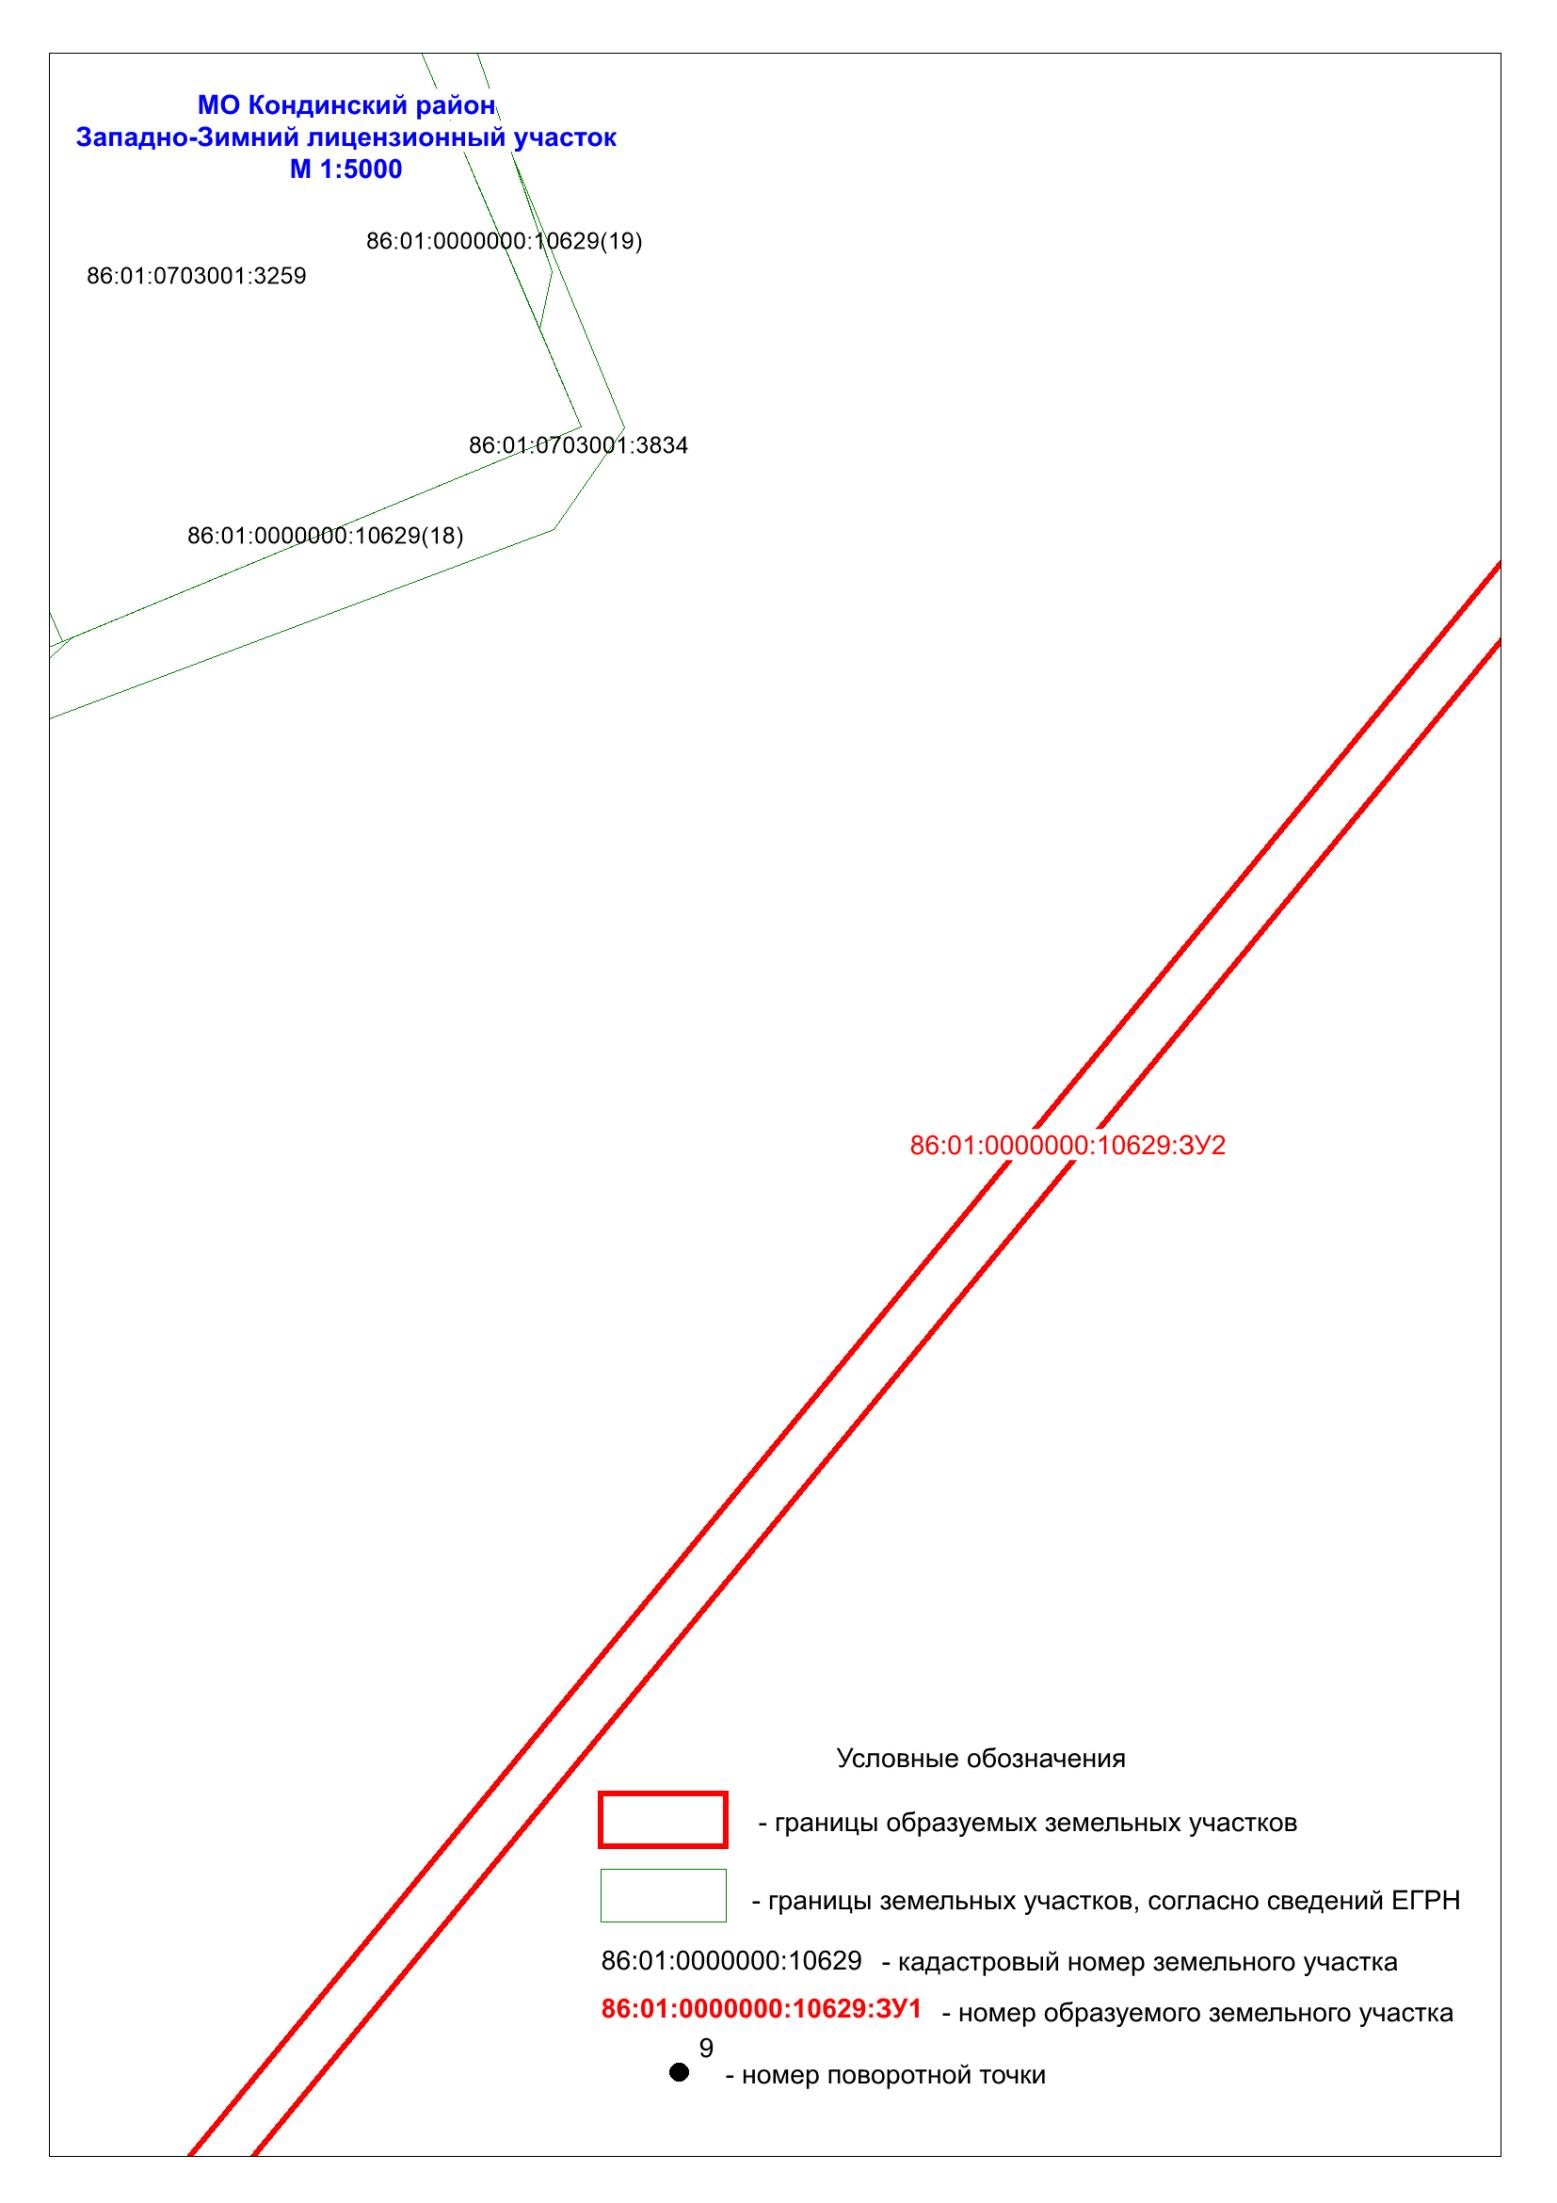 МО Кондинский район
Западно-Зимний лицензионный участок
М 1:5000
86:01:0000000:10629(19)
86:01:0703001:3259
86:01:0703001:3834
86:01:0000000:10629(18)
86:01:0000000:10629:ЗУ2
Условные обозначения
- границы образуемых земельных участков
- границы земельных участков, согласно сведений ЕГРН
86:01:0000000:10629 - кадастровый номер земельного участка
86:01:0000000:10629:ЗУ1 - номер образуемого земельного участка
9
- номер поворотной точки